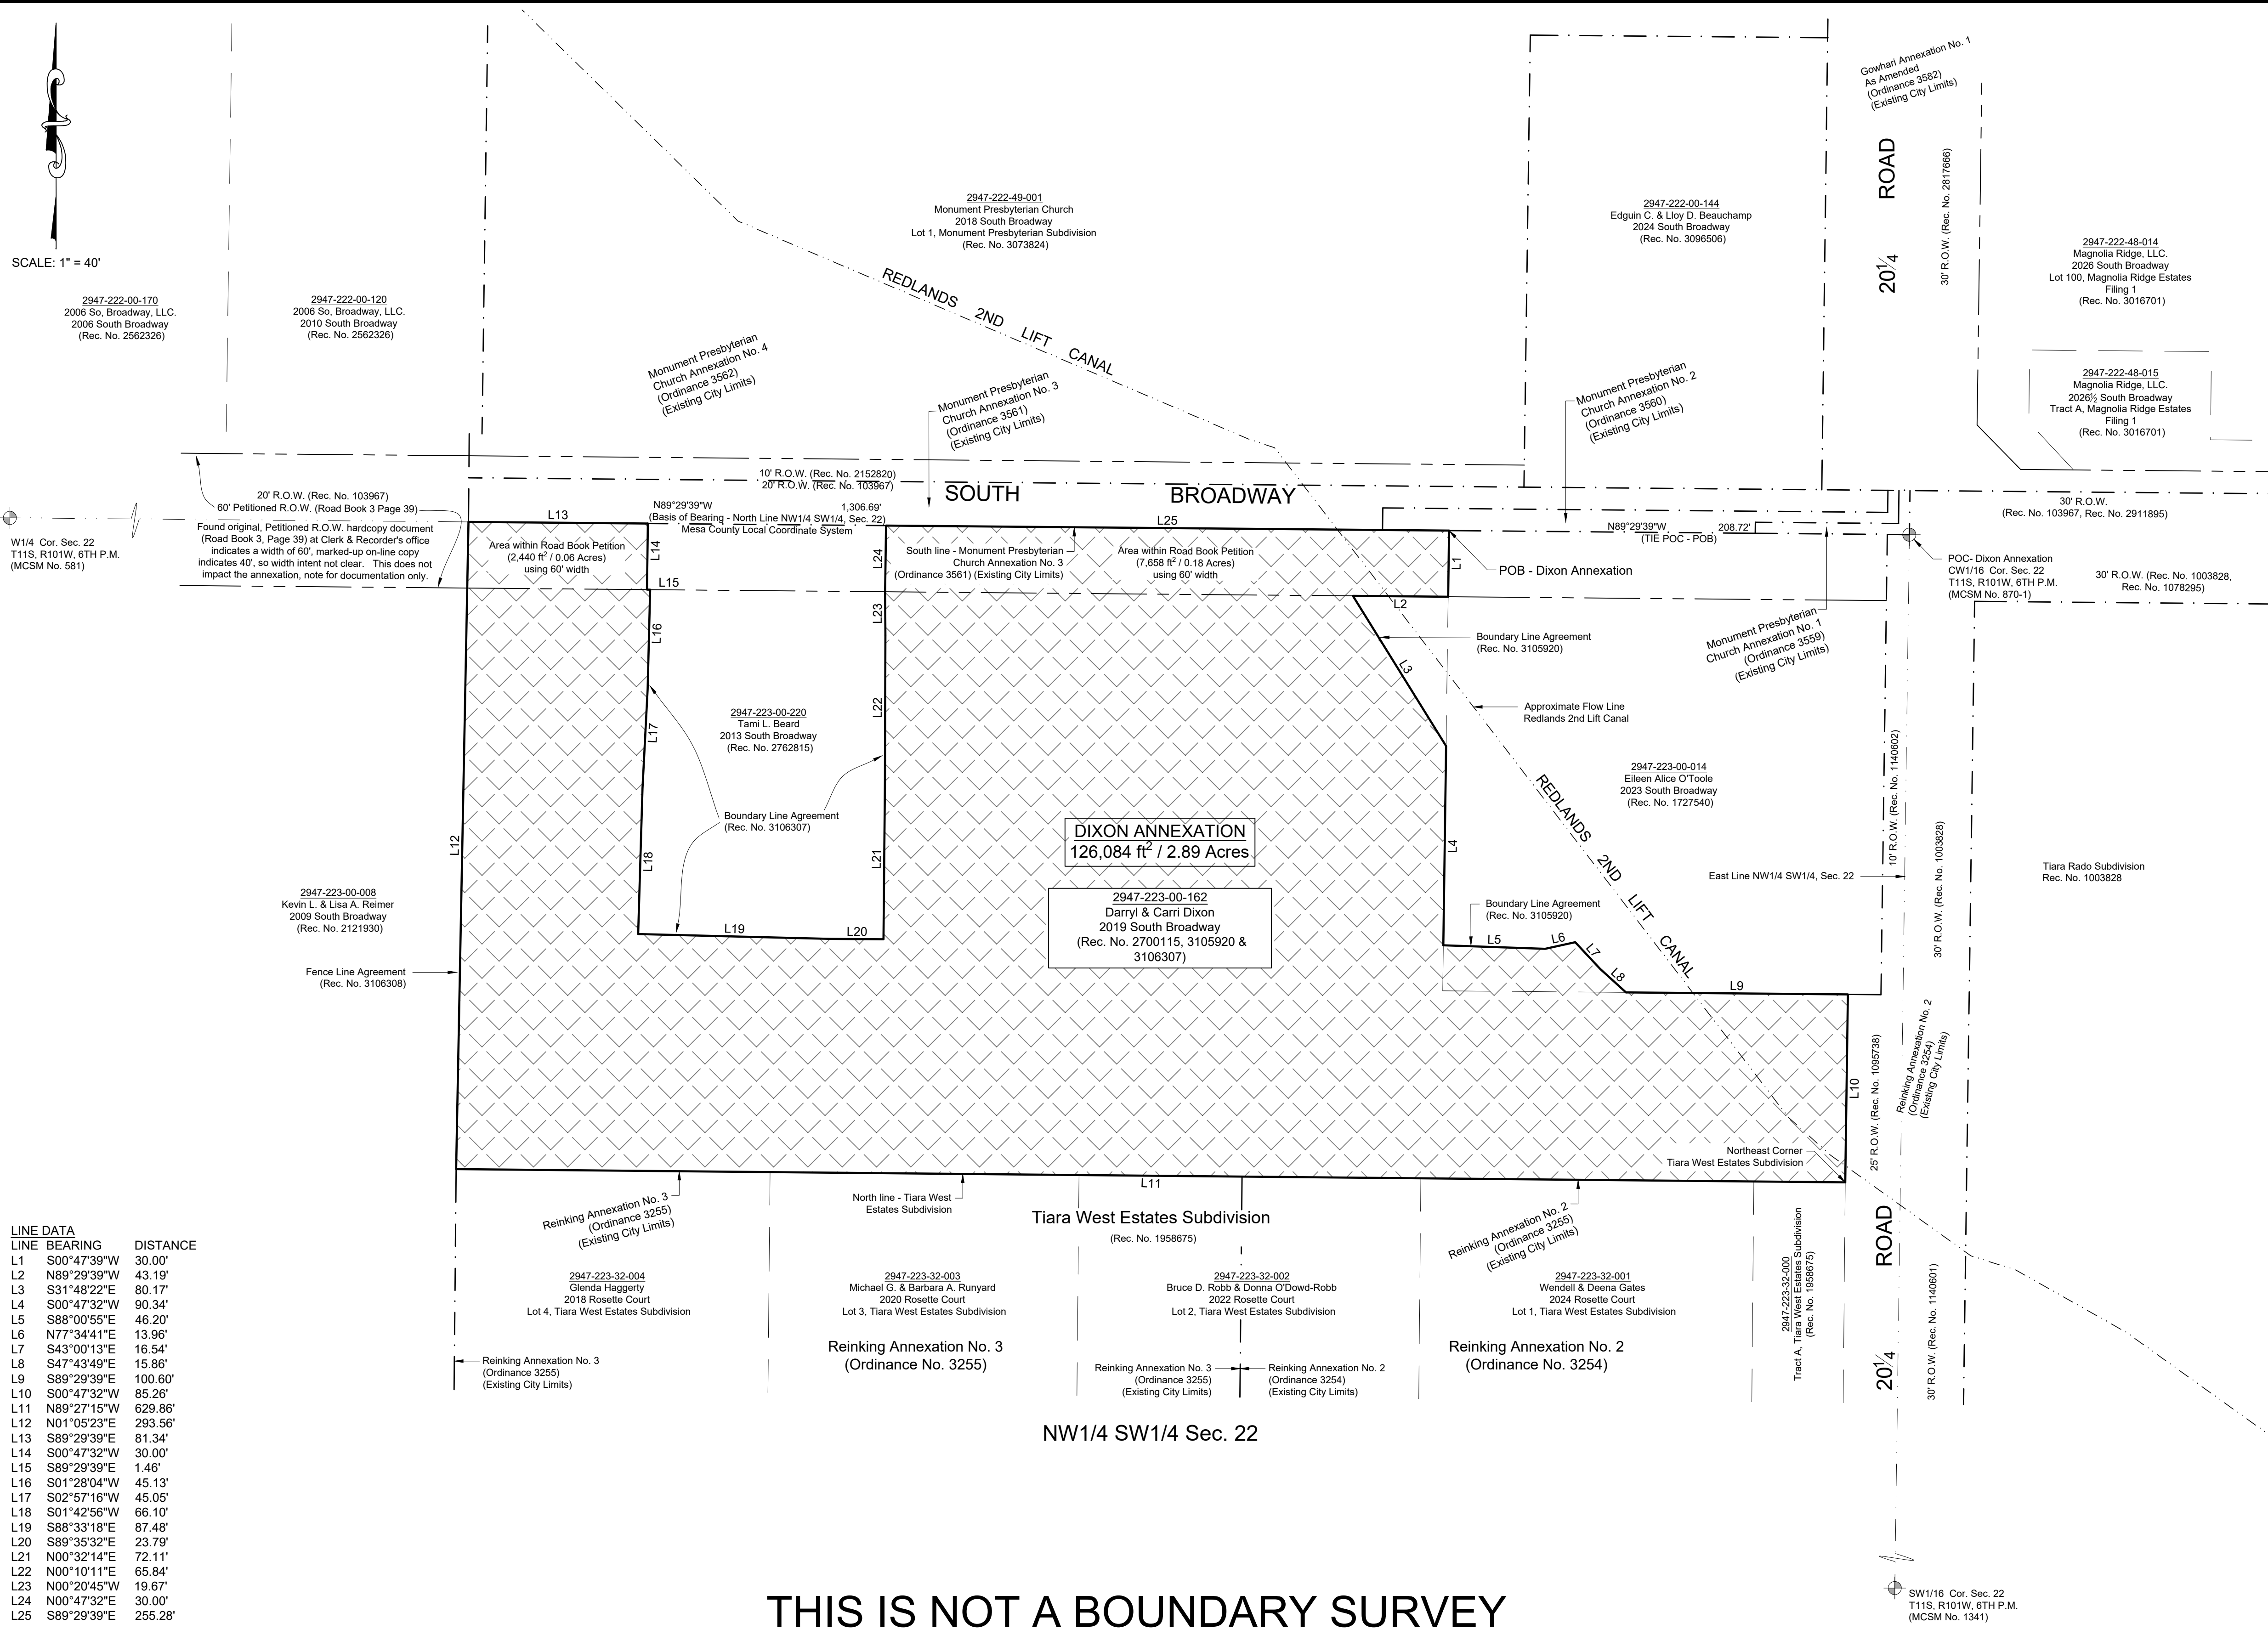 SCALE: 1" = 40'
2947-222-00-170
2006 So, Broadway, LLC.
2006 South Broadway
(Rec. No. 2562326)
2947-222-00-120
2006 So, Broadway, LLC.
2010 South Broadway
(Rec. No. 2562326)
2947-222-49-001
Monument Presbyterian Church
2018 South Broadway
Lot 1, Monument Presbyterian Subdivision
(Rec. No. 3073824)
REDLANDS 2ND LIFT CANAL
2947-222-00-144
Edguin C. & Lloy D. Beauchamp
2024 South Broadway
(Rec. No. 3096506)
Gowhari Annexation No. 1
As Amended
(Ordinance 3582)
(Existing City Limits)
20¼ ROAD
30' R.O.W. (Rec. No. 2817666)
2947-222-48-014
Magnolia Ridge, LLC.
2026 South Broadway
Lot 100, Magnolia Ridge Estates
Filing 1
(Rec. No. 3016701)
2947-222-48-015
Magnolia Ridge, LLC.
2026½ South Broadway
Tract A, Magnolia Ridge Estates
Filing 1
(Rec. No. 3016701)
Monument Presbyterian
Church Annexation No. 4
(Ordinance 3562)
(Existing City Limits)
Monument Presbyterian
Church Annexation No. 3
(Ordinance 3561)
(Existing City Limits)
Monument Presbyterian
Church Annexation No. 2
(Ordinance 3560)
(Existing City Limits)
10' R.O.W. (Rec. No. 2152820)
20' R.O.W. (Rec. No. 103967)
SOUTH BROADWAY
20' R.O.W. (Rec. No. 103967)
60' Petitioned R.O.W. (Road Book 3 Page 39)
Found original, Petitioned R.O.W. hardcopy document
(Road Book 3, Page 39) at Clerk & Recorder's office
indicates a width of 60', marked-up on-line copy
indicates 40', so width intent not clear. This does not
impact the annexation, note for documentation only.
W1/4 Cor. Sec. 22
T11S, R101W, 6TH P.M.
(MCSM No. 581)
L13
N89°29'39"W 1,306.69'
(Basis of Bearing - North Line NW1/4 SW1/4, Sec. 22)
Mesa County Local Coordinate System
L25
N89°29'39"W 208.72'
(TIE POC - POB)
30' R.O.W.
(Rec. No. 103967, Rec. No. 2911895)
Area within Road Book Petition
(2,440 ft² / 0.06 Acres)
using 60' width
L14
L15
L24
South line - Monument Presbyterian
Church Annexation No. 3
(Ordinance 3561) (Existing City Limits)
Area within Road Book Petition
(7,658 ft² / 0.18 Acres)
using 60' width
L1
L2
POB - Dixon Annexation
POC- Dixon Annexation
CW1/16 Cor. Sec. 22
T11S, R101W, 6TH P.M.
(MCSM No. 870-1)
30' R.O.W. (Rec. No. 1003828,
Rec. No. 1078295)
L23
L16
L3
Boundary Line Agreement
(Rec. No. 3105920)
Monument Presbyterian
Church Annexation No. 1
(Ordinance 3559)
(Existing City Limits)
L17
2947-223-00-220
Tami L. Beard
2013 South Broadway
(Rec. No. 2762815)
L22
Approximate Flow Line
Redlands 2nd Lift Canal
2947-223-00-014
Eileen Alice O'Toole
2023 South Broadway
(Rec. No. 1727540)
REDLANDS 2ND LIFT CANAL
10' R.O.W. (Rec. No. 1140602)
30' R.O.W. (Rec. No. 1003828)
Boundary Line Agreement
(Rec. No. 3106307)
DIXON ANNEXATION
126,084 ft² / 2.89 Acres
L12
L18
L21
L4
East Line NW1/4 SW1/4, Sec. 22
Tiara Rado Subdivision
Rec. No. 1003828
2947-223-00-008
Kevin L. & Lisa A. Reimer
2009 South Broadway
(Rec. No. 2121930)
2947-223-00-162
Darryl & Carri Dixon
2019 South Broadway
(Rec. No. 2700115, 3105920 &
3106307)
Boundary Line Agreement
(Rec. No. 3105920)
L19
L20
L5
L6
L7
L8
L9
Fence Line Agreement
(Rec. No. 3106308)
L10
25' R.O.W. (Rec. No. 1095738)
Reinking Annexation No. 2
(Ordinance 3254)
(Existing City Limits)
Northeast Corner
Tiara West Estates Subdivision
L11
Reinking Annexation No. 3
(Ordinance 3255)
(Existing City Limits)
North line - Tiara West
Estates Subdivision
Tiara West Estates Subdivision
(Rec. No. 1958675)
Reinking Annexation No. 2
(Ordinance 3255)
(Existing City Limits)
2947-223-32-004
Glenda Haggerty
2018 Rosette Court
Lot 4, Tiara West Estates Subdivision
2947-223-32-003
Michael G. & Barbara A. Runyard
2020 Rosette Court
Lot 3, Tiara West Estates Subdivision
2947-223-32-002
Bruce D. Robb & Donna O'Dowd-Robb
2022 Rosette Court
Lot 2, Tiara West Estates Subdivision
2947-223-32-001
Wendell & Deena Gates
2024 Rosette Court
Lot 1, Tiara West Estates Subdivision
2947-223-32-000
Tract A, Tiara West Estates Subdivision
(Rec. No. 1958675)
20¼ ROAD
30' R.O.W. (Rec. No. 1140601)
Reinking Annexation No. 3
(Ordinance 3255)
(Existing City Limits)
Reinking Annexation No. 3
(Ordinance No. 3255)
Reinking Annexation No. 3
(Ordinance 3255)
(Existing City Limits)
Reinking Annexation No. 2
(Ordinance 3254)
(Existing City Limits)
Reinking Annexation No. 2
(Ordinance No. 3254)
NW1/4 SW1/4 Sec. 22
LINE DATA
LINE BEARING DISTANCE
L1 S00°47'39"W 30.00'
L2 N89°29'39"W 43.19'
L3 S31°48'22"E 80.17'
L4 S00°47'32"W 90.34'
L5 S88°00'55"E 46.20'
L6 N77°34'41"E 13.96'
L7 S43°00'13"E 16.54'
L8 S47°43'49"E 15.86'
L9 S89°29'39"E 100.60'
L10 S00°47'32"W 85.26'
L11 N89°27'15"W 629.86'
L12 N01°05'23"E 293.56'
L13 S89°29'39"E 81.34'
L14 S00°47'32"W 30.00'
L15 S89°29'39"E 1.46'
L16 S01°28'04"W 45.13'
L17 S02°57'16"W 45.05'
L18 S01°42'56"W 66.10'
L19 S88°33'18"E 87.48'
L20 S89°35'32"E 23.79'
L21 N00°32'14"E 72.11'
L22 N00°10'11"E 65.84'
L23 N00°20'45"W 19.67'
L24 N00°47'32"E 30.00'
L25 S89°29'39"E 255.28'
THIS IS NOT A BOUNDARY SURVEY
SW1/16 Cor. Sec. 22
T11S, R101W, 6TH P.M.
(MCSM No. 1341)